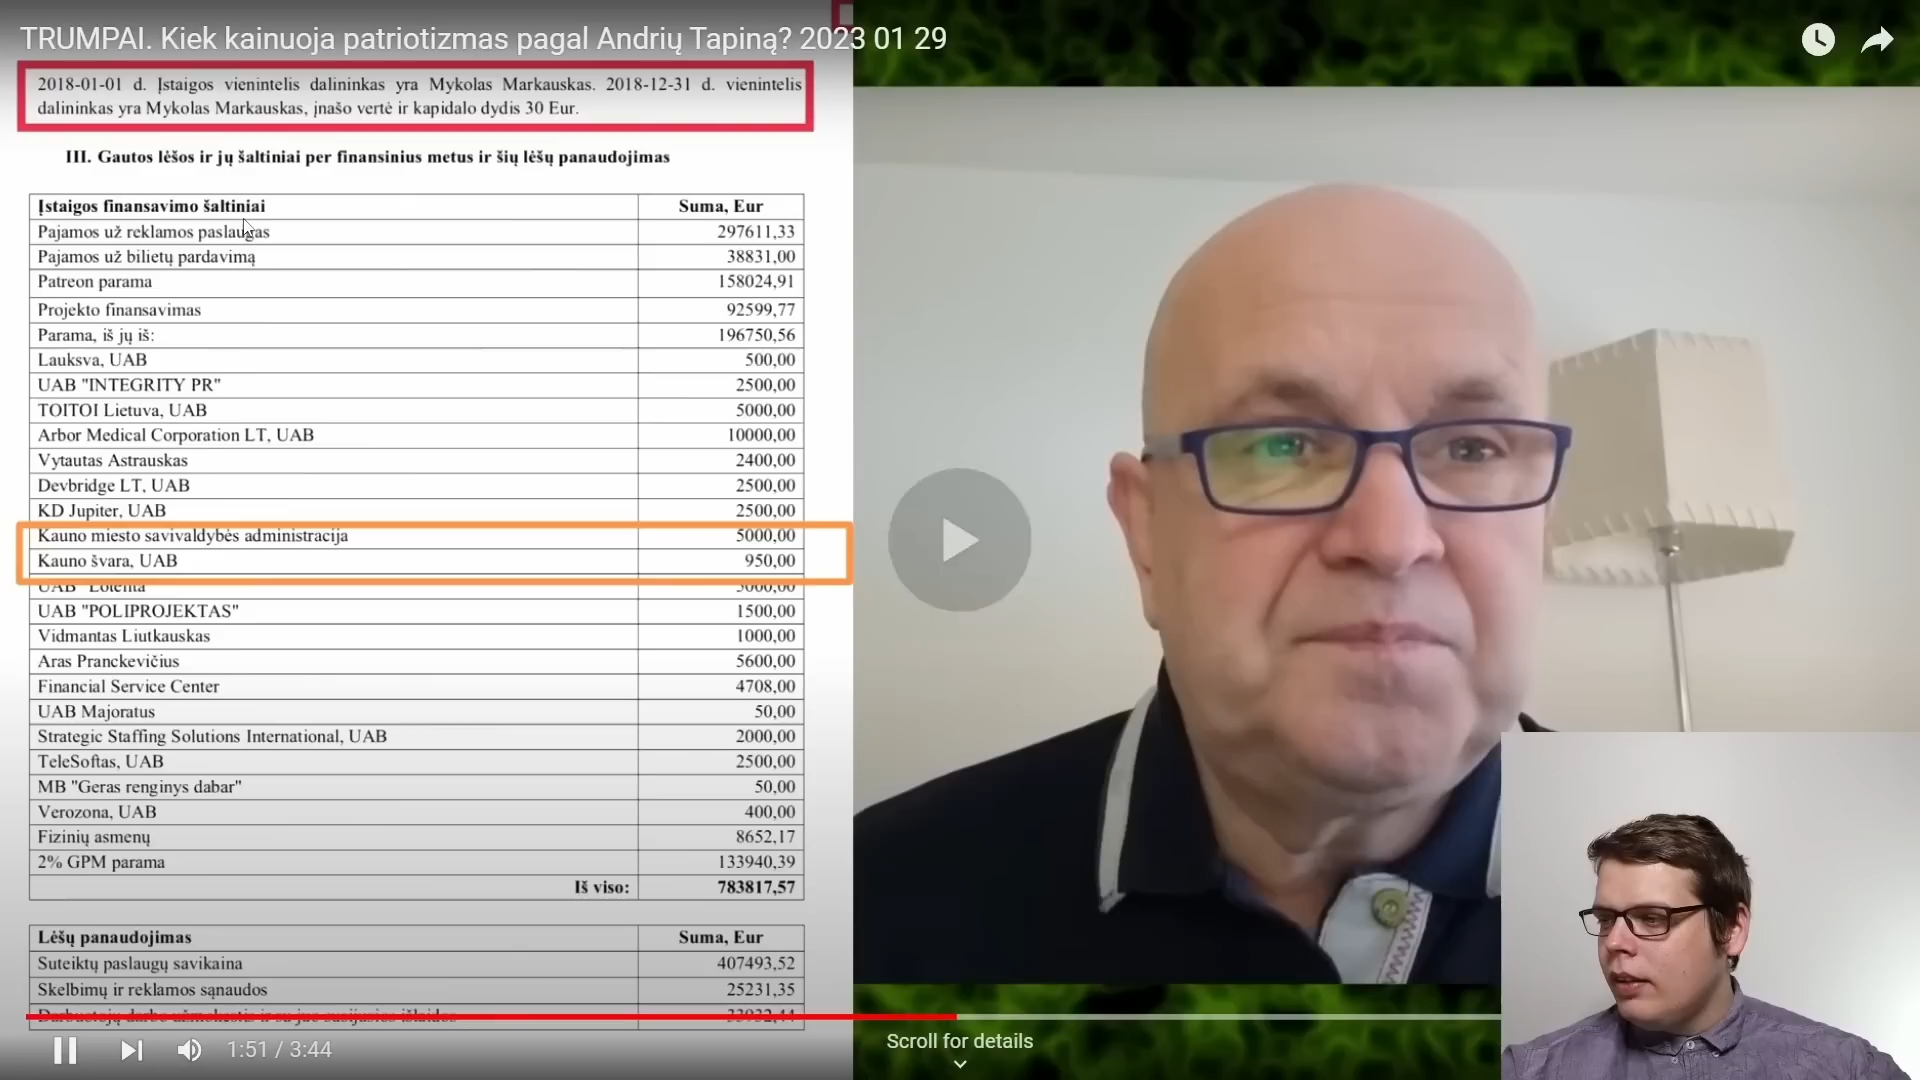 TRUMPAI. Kiek kainuoja patriotizmas pagal Andrių Tapiną? 2023 01 29
2018-01-01 d. Įstaigos vienintelis dalininkas yra Mykolas Markauskas. 2018-12-31 d. vienintelis
dalininkas yra Mykolas Markauskas, įnašo vertė ir kapidalo dydis 30 Eur.
III. Gautos lėšos ir jų šaltiniai per finansinius metus ir šių lėšų panaudojimas
Įstaigos finansavimo šaltiniai Suma, Eur
Pajamos už reklamos paslaugas 297611,33
Pajamos už bilietų pardavimą 38831,00
Patreon parama 158024,91
Projekto finansavimas 92599,77
Parama, iš jų iš: 196750,56
Lauksva, UAB 500,00
UAB "INTEGRITY PR" 2500,00
TOITOI Lietuva, UAB 5000,00
Arbor Medical Corporation LT, UAB 10000,00
Vytautas Astrauskas 2400,00
Devbridge LT, UAB 2500,00
KD Jupiter, UAB 2500,00
Kauno miesto savivaldybės administracija 5000,00
Kauno švara, UAB 950,00
UAB
UAB "POLIPROJEKTAS" 1500,00
Vidmantas Liutkauskas 1000,00
Aras Pranckevičius 5600,00
Financial Service Center 4708,00
UAB Majoratus 50,00
Strategic Staffing Solutions International, UAB 2000,00
TeleSoftas, UAB 2500,00
MB "Geras renginys dabar" 50,00
Verozona, UAB 400,00
Fizinių asmenų 8652,17
2% GPM parama 133940,39
Iš viso: 783817,57
Lėšų panaudojimas Suma, Eur
Suteiktų paslaugų savikaina 407493,52
Skelbimų ir reklamos sąnaudos 25231,35
Darbuotojų darbo užmokestis ir su juo susijusios išlaidos
1:51 / 3:44
Scroll for details